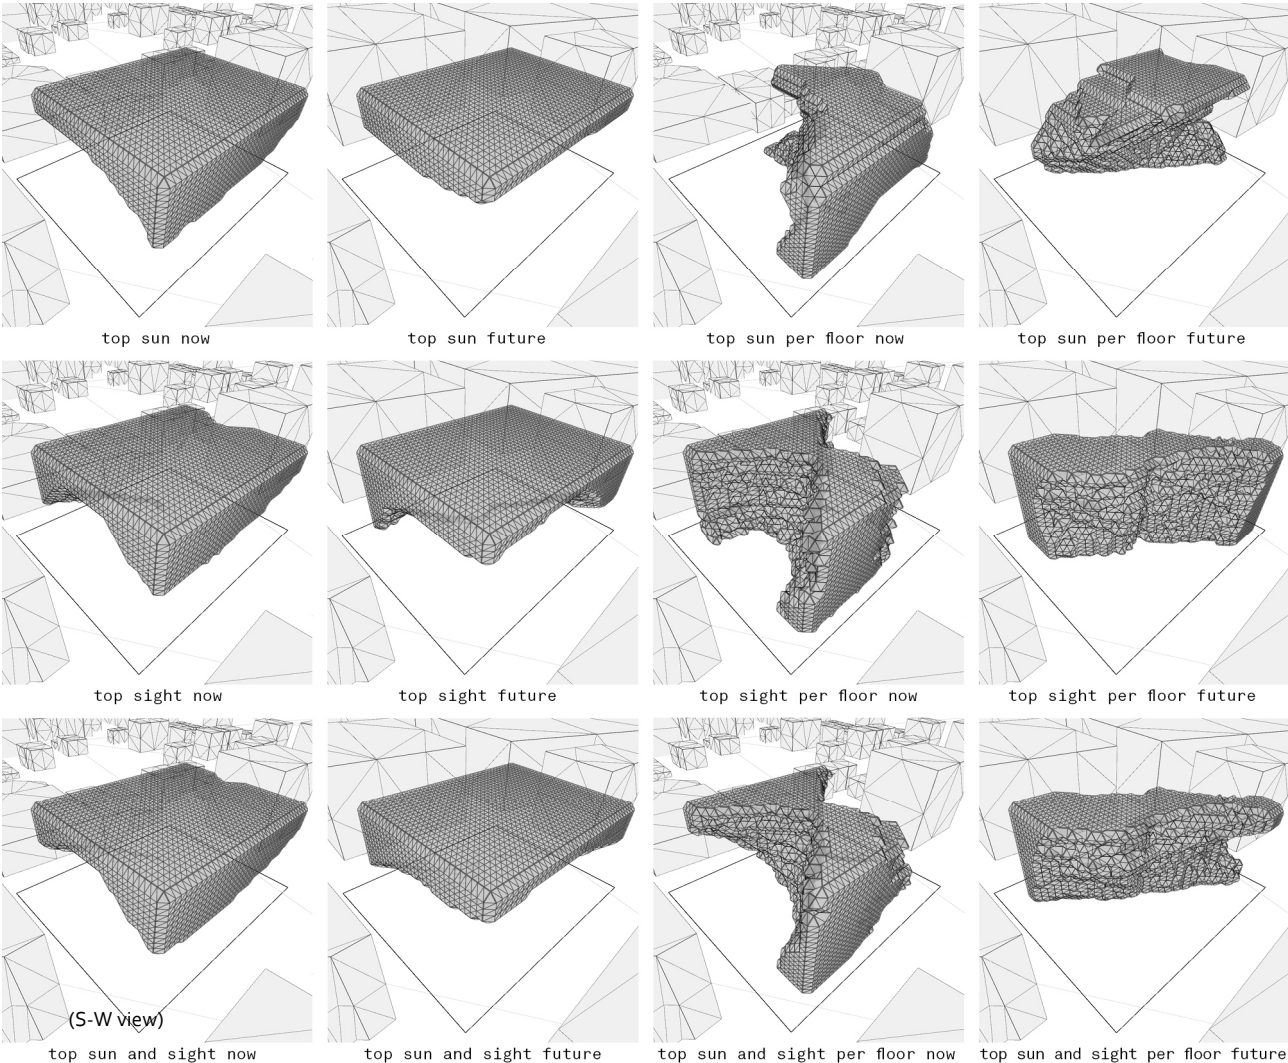 top sun now
top sun future
top sun per floor now
top sun per floor future
top sight now
top sight future
top sight per floor now
top sight per floor future
(S-W view)
top sun and sight now
top sun and sight future
top sun and sight per floor now
top sun and sight per floor future